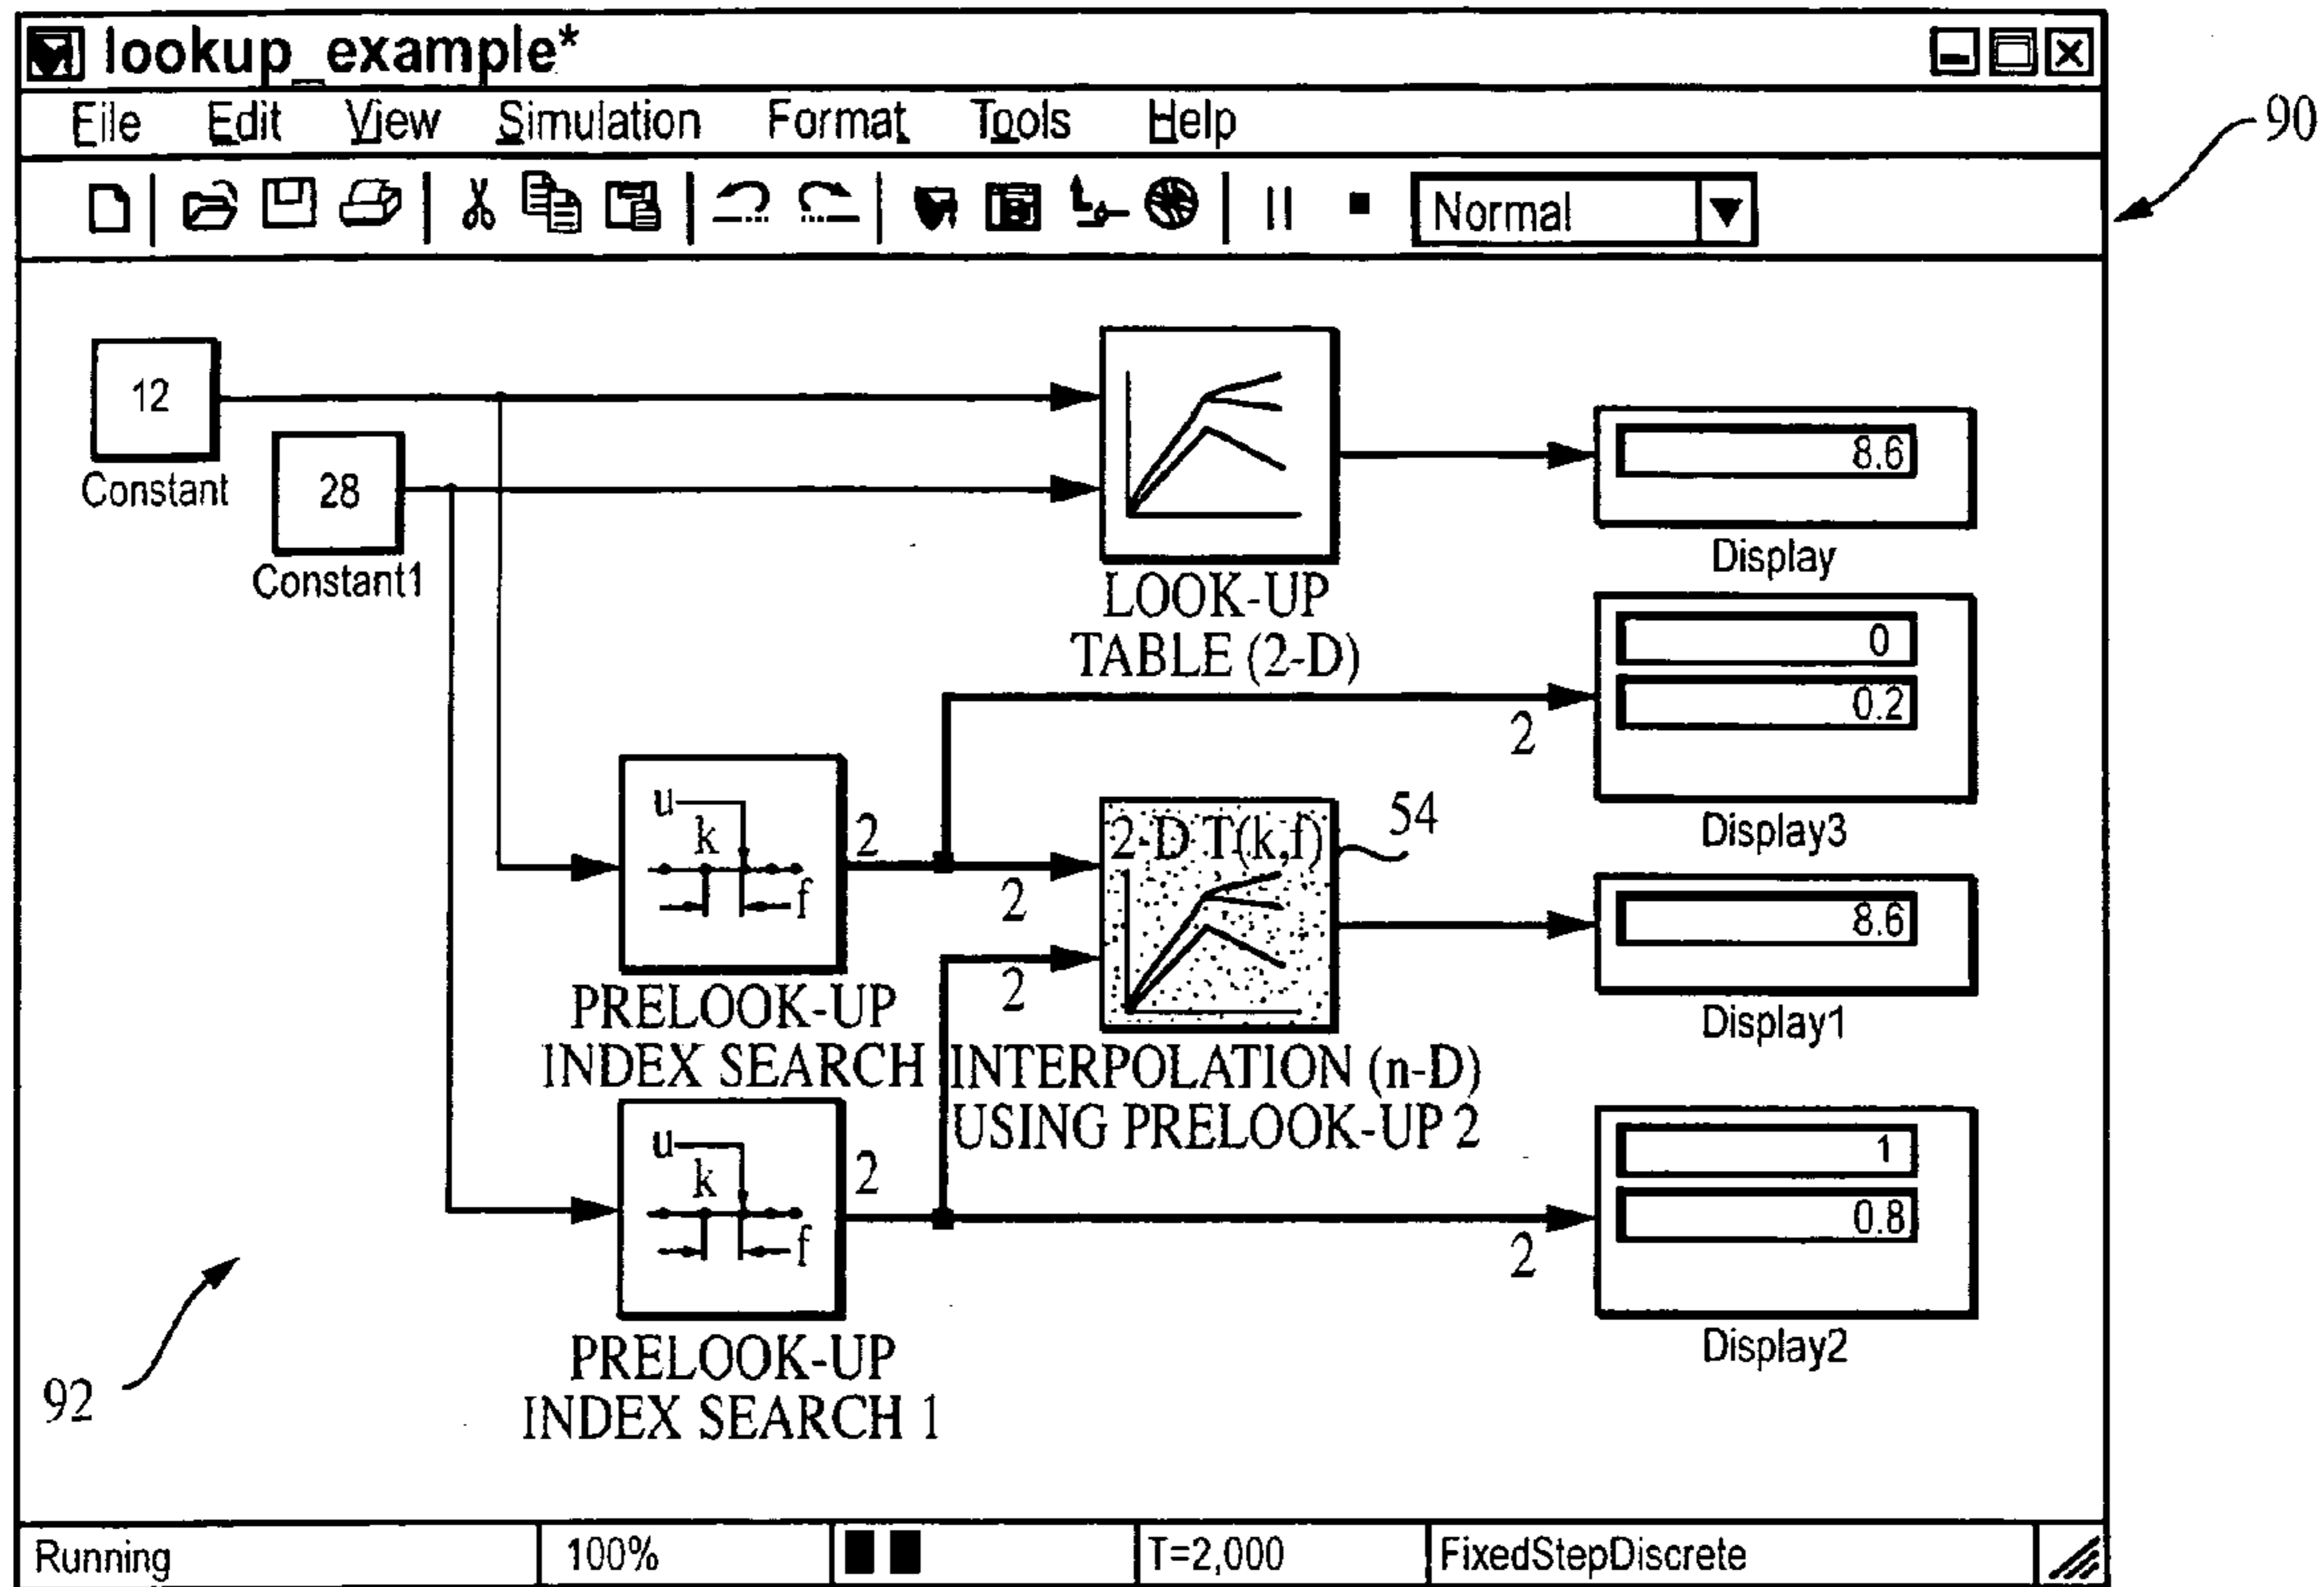 lookup_example*
File Edit View Simulation Format Tools Help
90
Normal
12
Constant
28
Constant1
LOOK-UP
TABLE (2-D)
8.6
Display
0
0.2
2
Display3
u
k
f
2
PRELOOK-UP
INDEX SEARCH
2
2
2-D T(k,f)
54
INTERPOLATION (n-D)
USING PRELOOK-UP 2
8.6
Display1
u
k
f
2
PRELOOK-UP
INDEX SEARCH 1
2
1
0.8
Display2
92
Running 100% T=2,000 FixedStepDiscrete